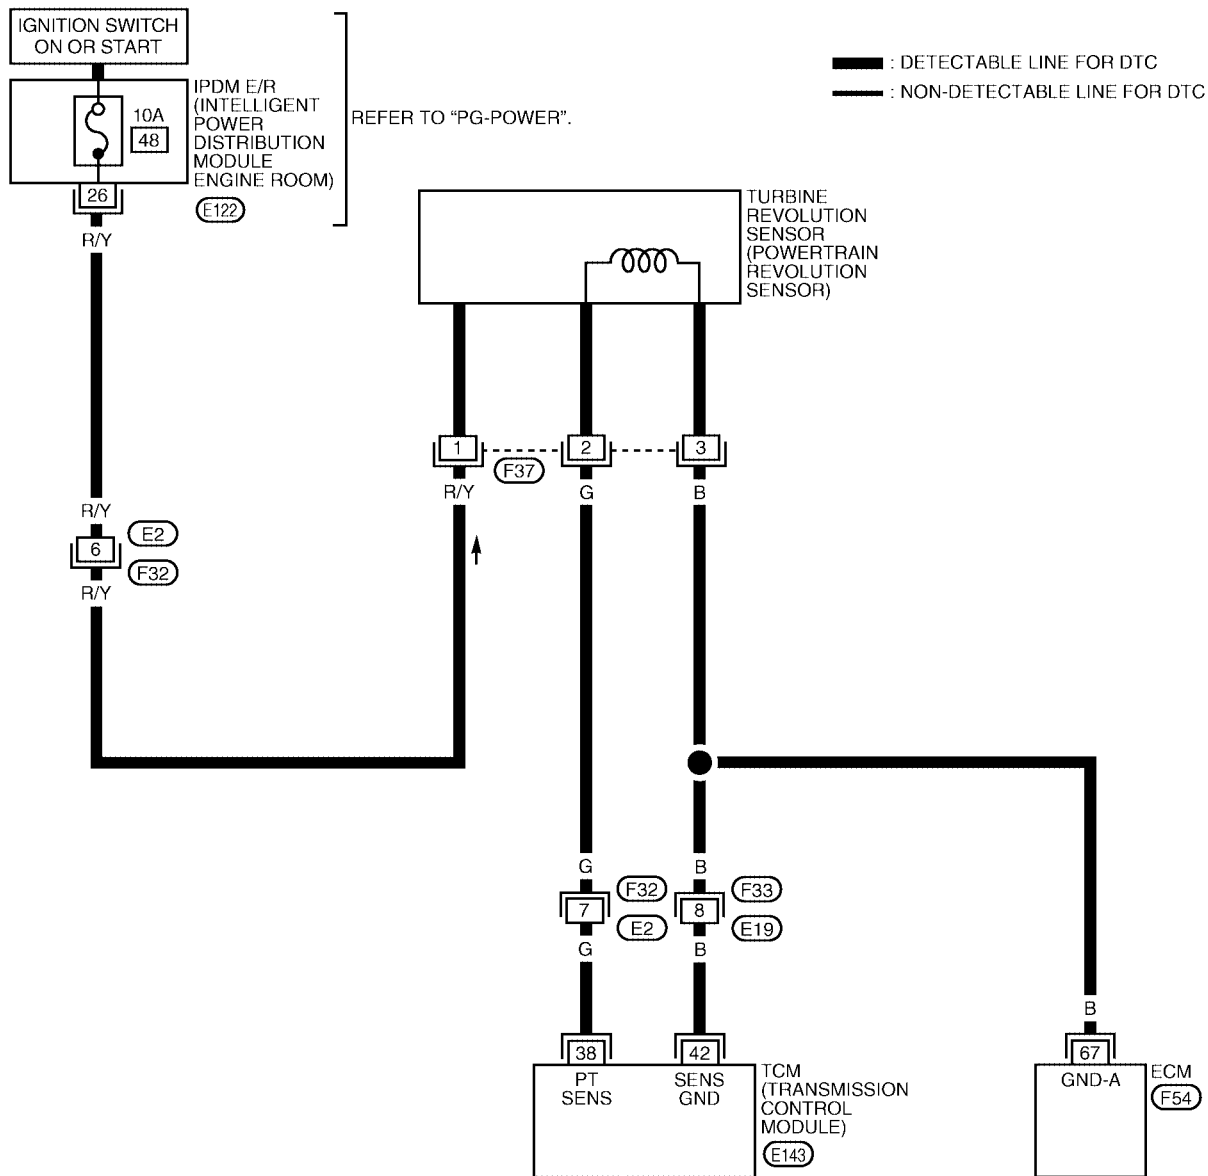 IGNITION SWITCH
ON OR START
IPDM E/R
(INTELLIGENT
POWER
DISTRIBUTION
MODULE
ENGINE ROOM)
10A
48
26
E122
R/Y
REFER TO “PG-POWER”.
: DETECTABLE LINE FOR DTC
: NON-DETECTABLE LINE FOR DTC
TURBINE
REVOLUTION
SENSOR
(POWERTRAIN
REVOLUTION
SENSOR)
1
2
3
F37
R/Y
G
B
R/Y
6
E2
F32
R/Y
G
B
7
F32
E2
8
F33
E19
G
B
B
38
42
67
PT
SENS
SENS
GND
TCM
(TRANSMISSION
CONTROL
MODULE)
E143
GND-A
ECM
F54